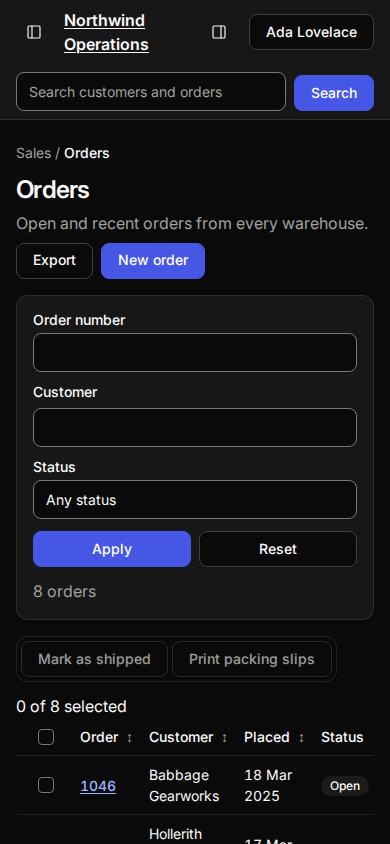 Northwind
Operations
Ada Lovelace
Search customers and orders
Search
Sales / Orders
Orders
Open and recent orders from every warehouse.
Export
New order
Order number
Customer
Status
Any status
Apply
Reset
8 orders
Mark as shipped
Print packing slips
0 of 8 selected
Order ↕ Customer ↕ Placed ↕ Status
1046 Babbage Gearworks 18 Mar 2025 Open
Hollerith 17 Mar